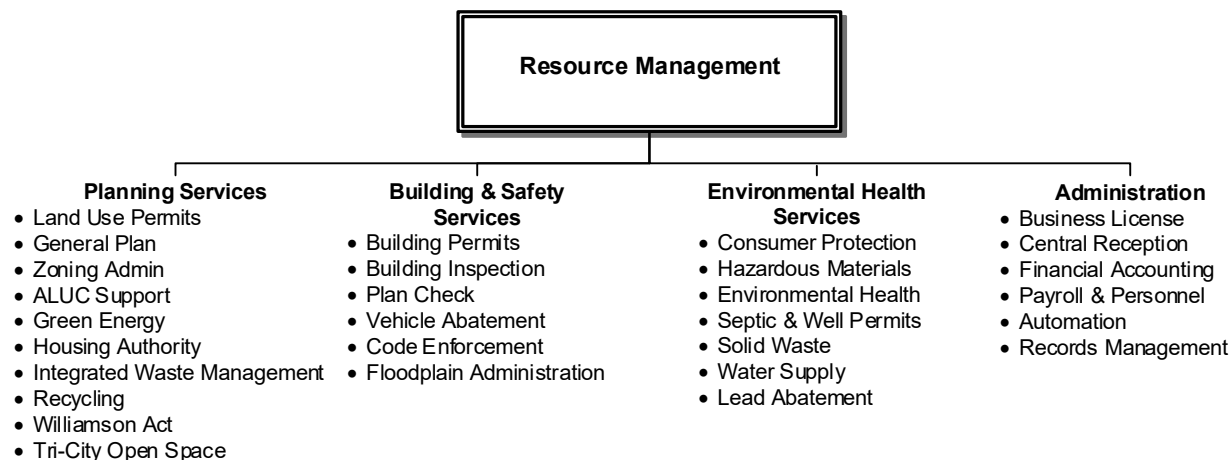 Resource Management
Planning Services
• Land Use Permits
• General Plan
• Zoning Admin
• ALUC Support
• Green Energy
• Housing Authority
• Integrated Waste Management
• Recycling
• Williamson Act
• Tri-City Open Space
Building & Safety
Services
• Building Permits
• Building Inspection
• Plan Check
• Vehicle Abatement
• Code Enforcement
• Floodplain Administration
Environmental Health
Services
• Consumer Protection
• Hazardous Materials
• Environmental Health
• Septic & Well Permits
• Solid Waste
• Water Supply
• Lead Abatement
Administration
• Business License
• Central Reception
• Financial Accounting
• Payroll & Personnel
• Automation
• Records Management